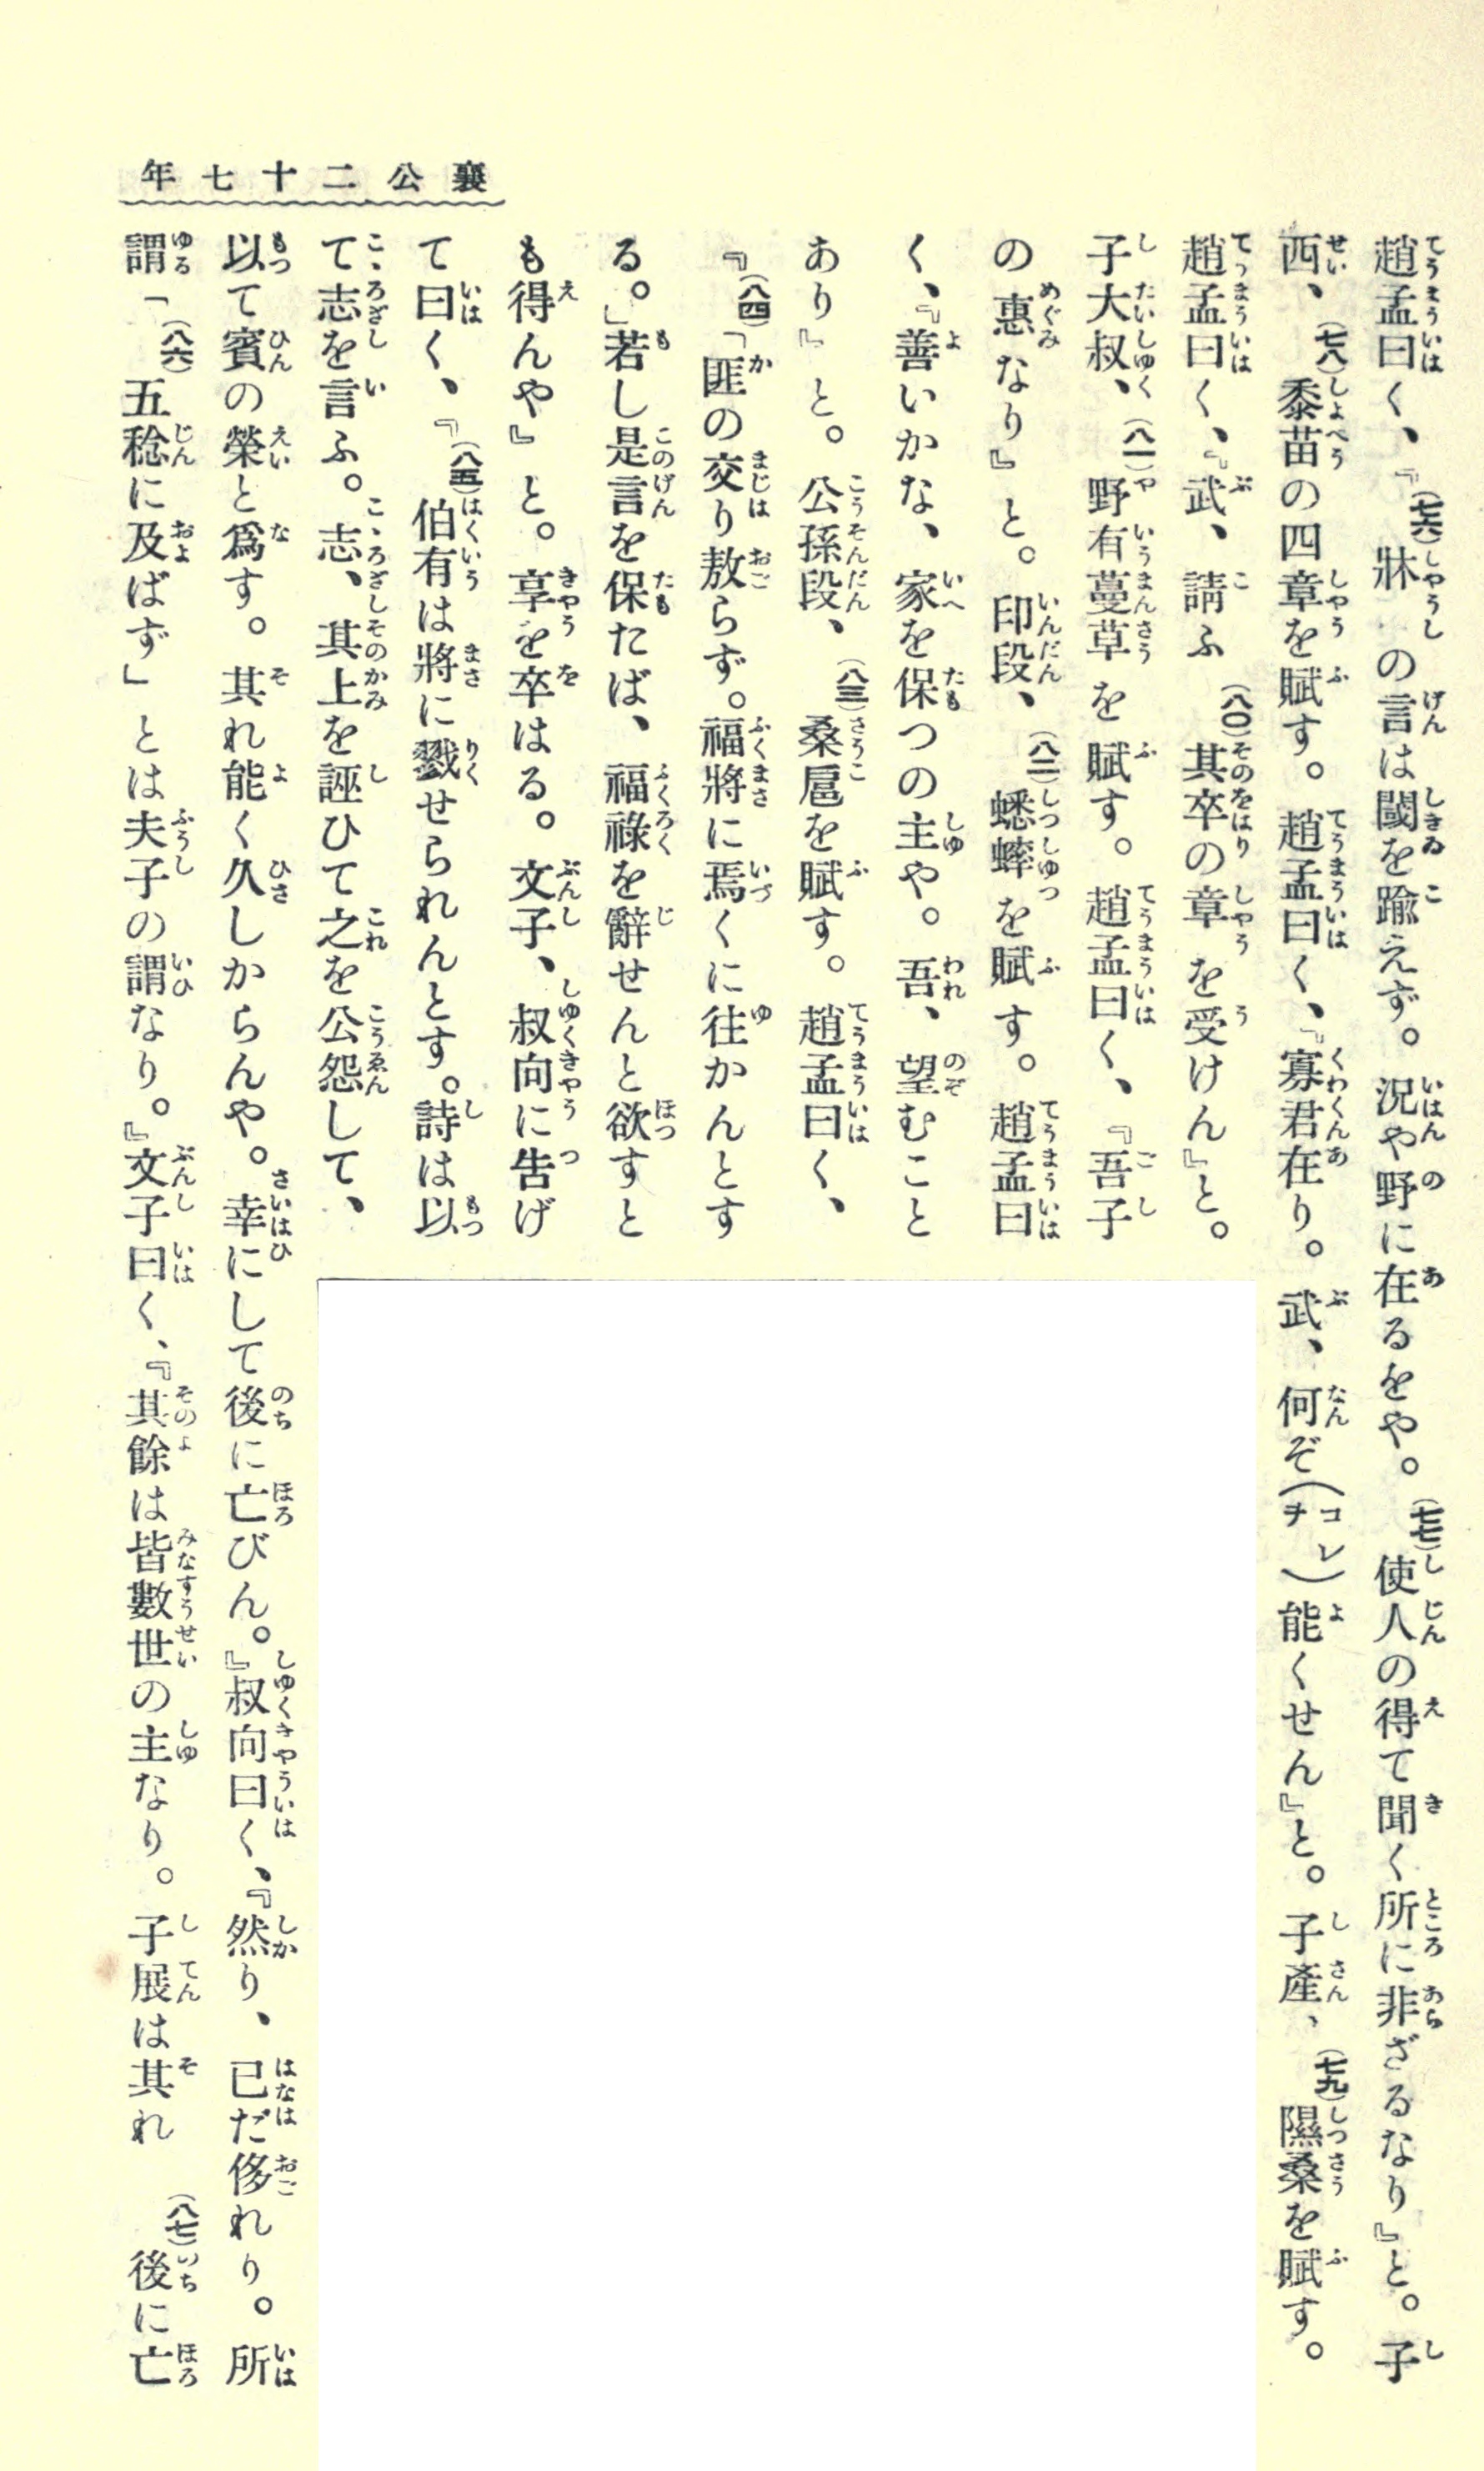 襄公二十七年
趙孟曰く、『(七六)牀の言は閾を踰えず。況や野に在るをや。(七七)使人の得て聞く所に非ざるなり』と。子
西、(七八)黍苗の四章を賦す。趙孟曰く、『寡君在り。武、何ぞ(コレヲ)能くせん』と。子產、(七九)隰桑を賦す。
趙孟曰く、『武、請ふ(八〇)其卒の章を受けん』と。
子大叔、(八一)野有蔓草を賦す。趙孟曰く、『吾子
の惠なり』と。印段、(八二)蟋蟀を賦す。趙孟曰
く、『善いかな、家を保つの主や。吾、望むこと
あり』と。公孫段、(八三)桑扈を賦す。趙孟曰く、
『(八四)「匪の交り敖らず。福將に焉くに往かんとす
る。」若し是言を保たば、福祿を辭せんと欲すと
も得んや』と。享を卒はる。文子、叔向に吿げ
て曰く、『(八五)伯有は將に戮せられんとす。詩は以
て志を言ふ。志、其上を誣ひて之を公怨して、
以て賓の榮と爲す。其れ能く久しからんや。幸にして後に亡びん。』叔向曰く、『然り、已だ侈れり。所
謂「(八六)五稔に及ばず」とは夫子の謂なり。』文子曰く、『其餘は皆數世の主なり。子展は其れ(八七)後に亡